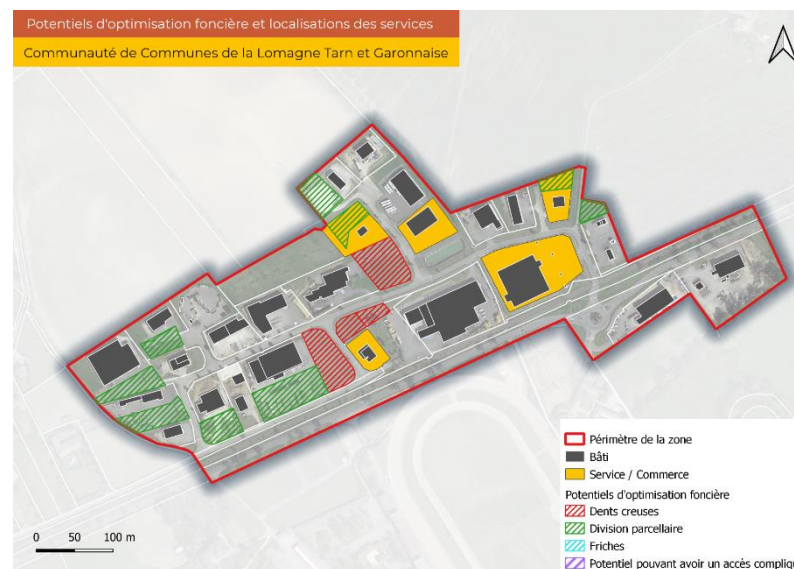 Potentiels d'optimisation foncière et localisations des services
Communauté de Communes de la Lomagne Tarn et Garonnaise
Périmètre de la zone
Bâti
Service / Commerce
Potentiels d'optimisation foncière
Dents creuses
Division parcellaire
Friches
Potentiel pouvant avoir un accès compliqu
0 50 100 m